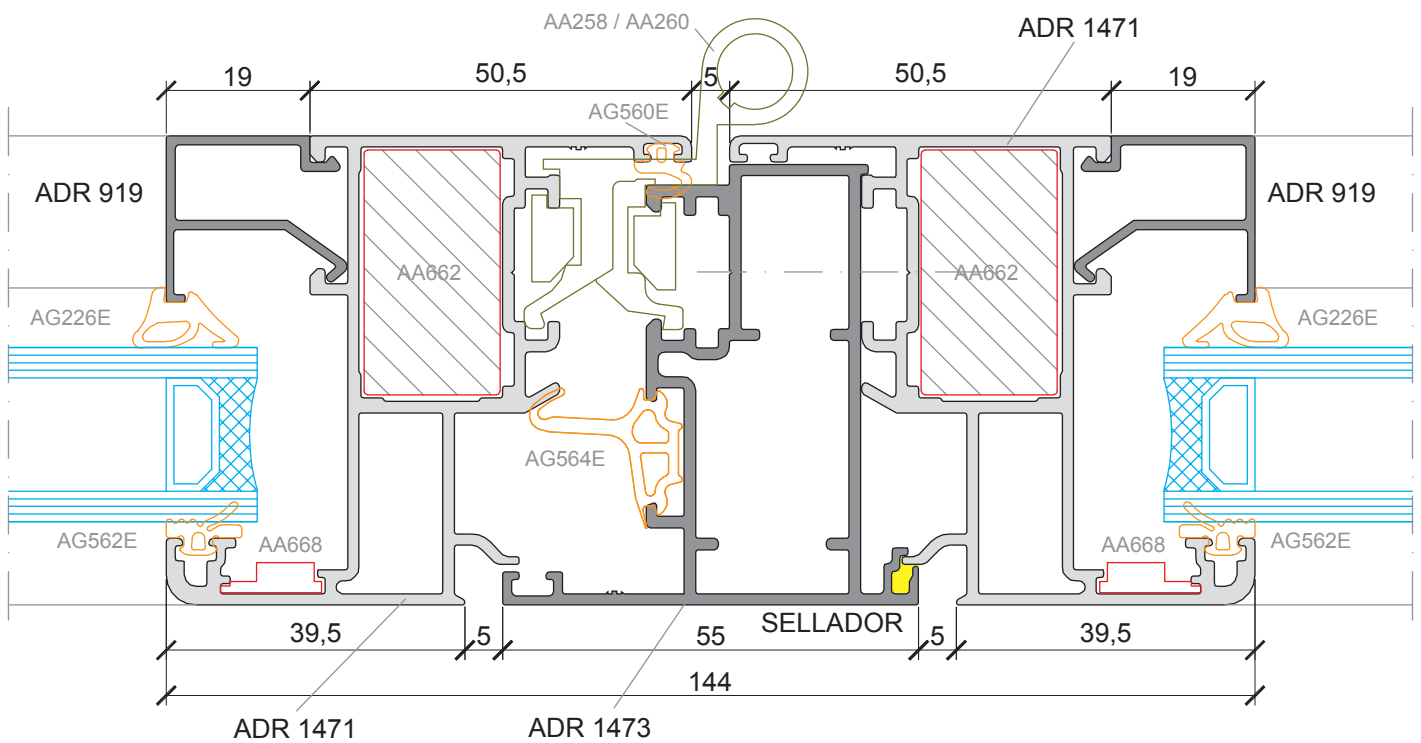 AA258 / AA260
ADR 1471
19
50,5
5
50,5
19
AG560E
ADR 919
ADR 919
AA662
AA662
AG226E
AG226E
AG564E
AG562E
AA668
AA668
AG562E
SELLADOR
39,5
5
55
5
39,5
144
ADR 1471
ADR 1473